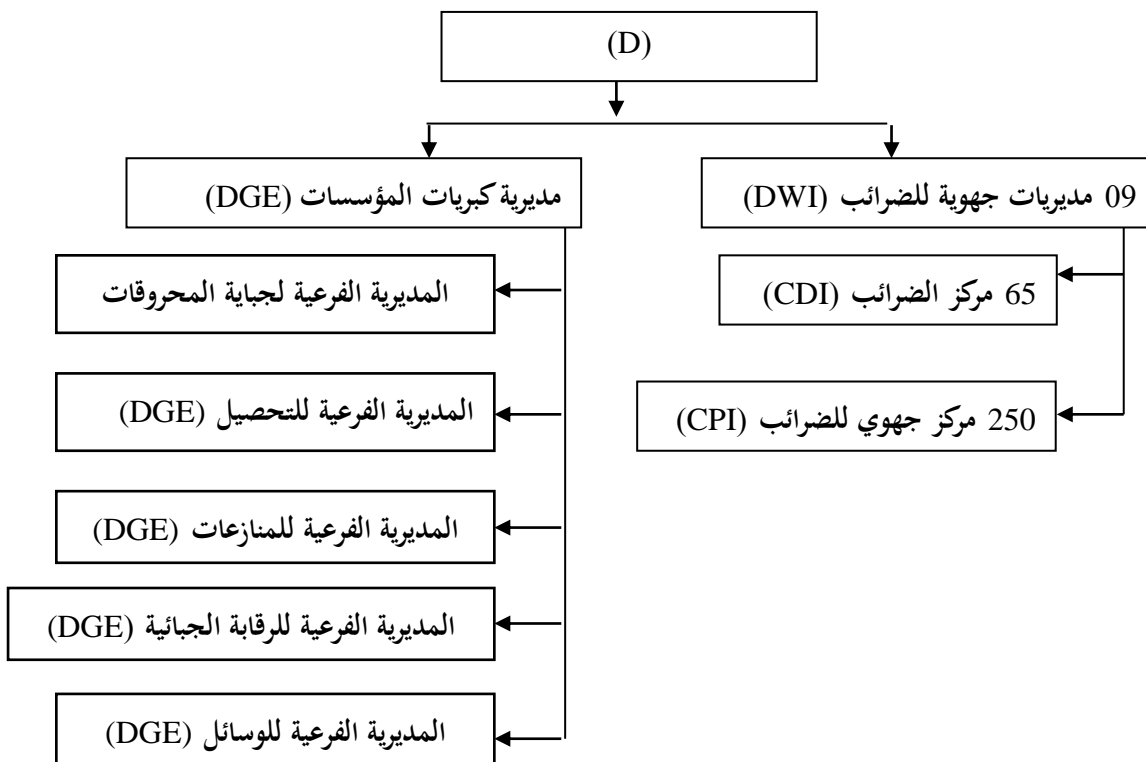 (D)
09 مديريات جهوية للضرائب (DWI)
65 مركز الضرائب (CDI)
250 مركز جهوي للضرائب (CPI)
مديرية كبريات المؤسسات (DGE)
المديرية الفرعية لجباية المحروقات
المديرية الفرعية للتحصيل (DGE)
المديرية الفرعية للمنازعات (DGE)
المديرية الفرعية للرقابة الجبائية (DGE)
المديرية الفرعية للوسائل (DGE)